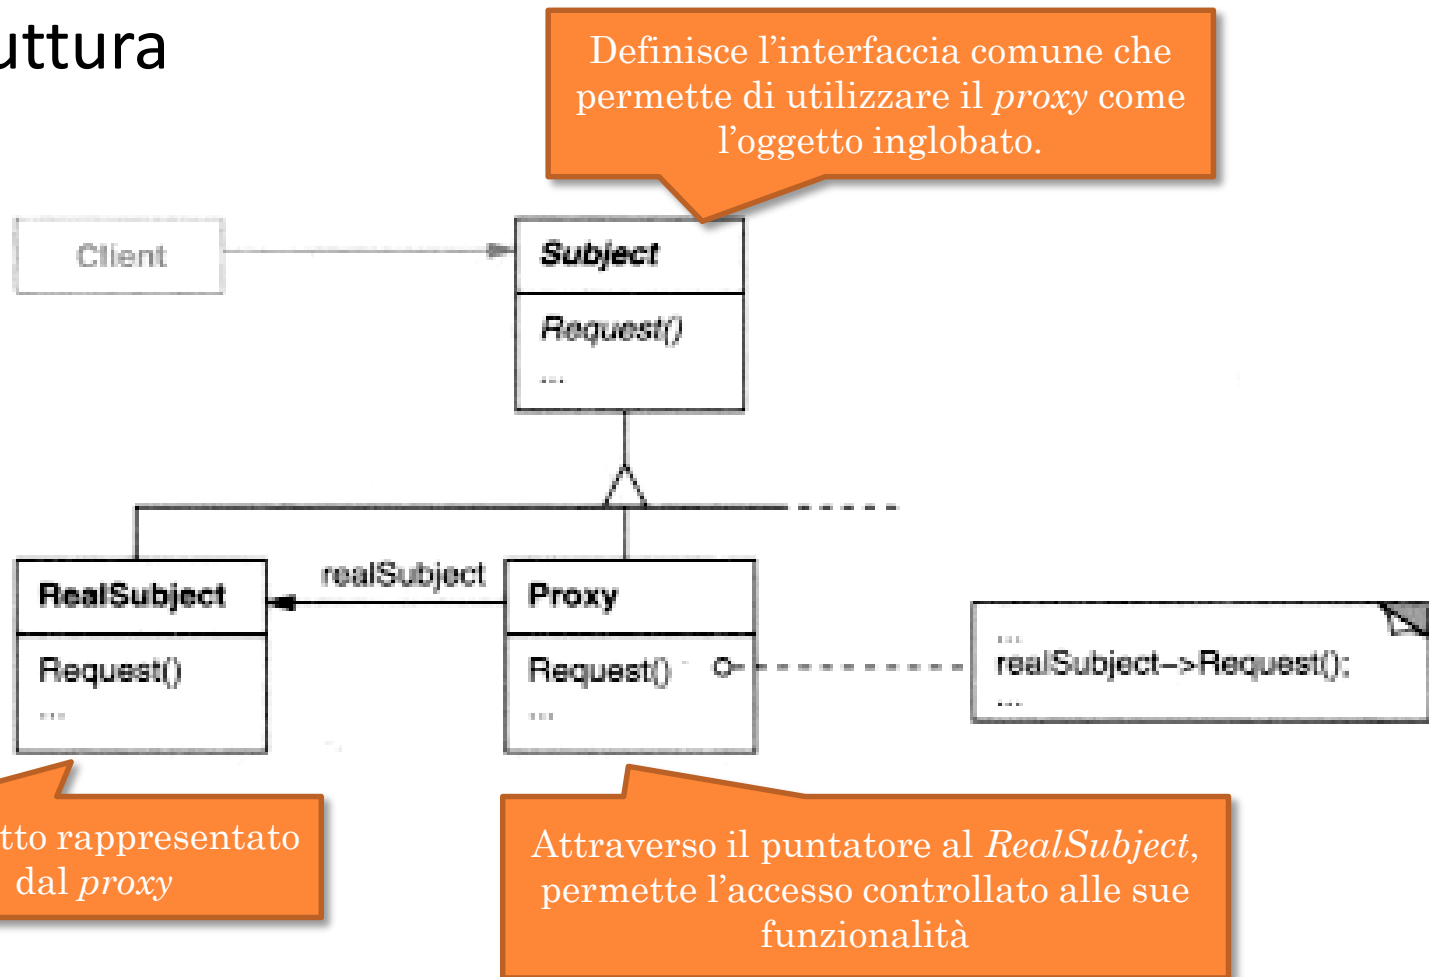 uttura
Definisce l'interfaccia comune che
permette di utilizzare il proxy come
l'oggetto inglobato.
Client
Subject
Request()
...
RealSubject
Request()
...
realSubject
Proxy
Request()
...
...
realSubject–>Request();
...
tto rappresentato
dal proxy
Attraverso il puntatore al RealSubject,
permette l'accesso controllato alle sue
funzionalità